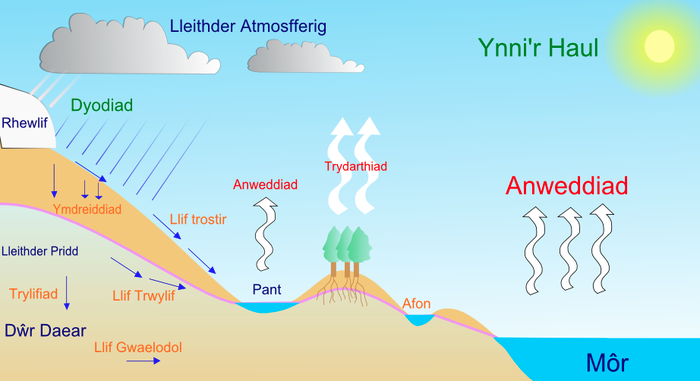 Lleithder Atmosfferig
Ynni'r Haul
Dyodiad
Rhewlif
Trydarthiad
Anweddiad
Anweddiad
Ymdreiddiad
Llif trostir
Lleithder Pridd
Pant
Trylifiad
Llif Trwylif
Afon
Dŵr Daear
Llif Gwaelodol
Môr